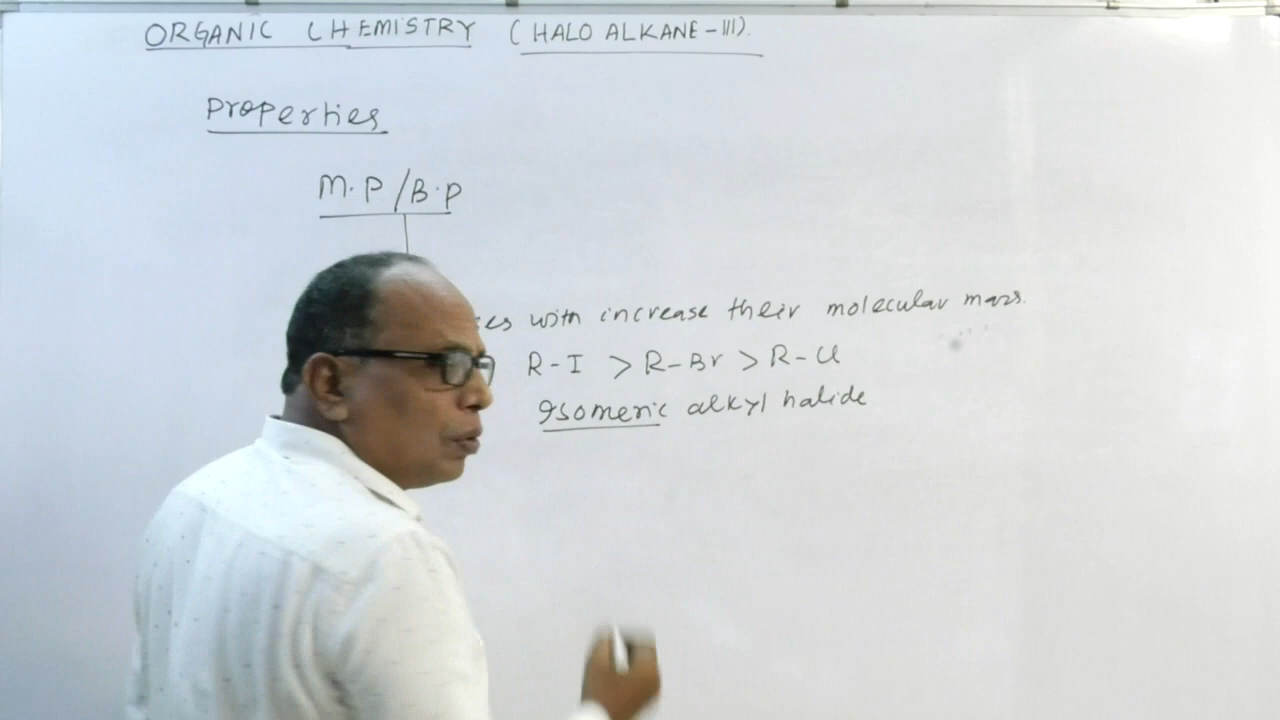 ORGANIC CHEMISTRY (HALO ALKANE-III).
Properties
M.P/B.P
with increase their molecular mass.
R-I > R-Br > R-Cl
Isomeric alkyl halide